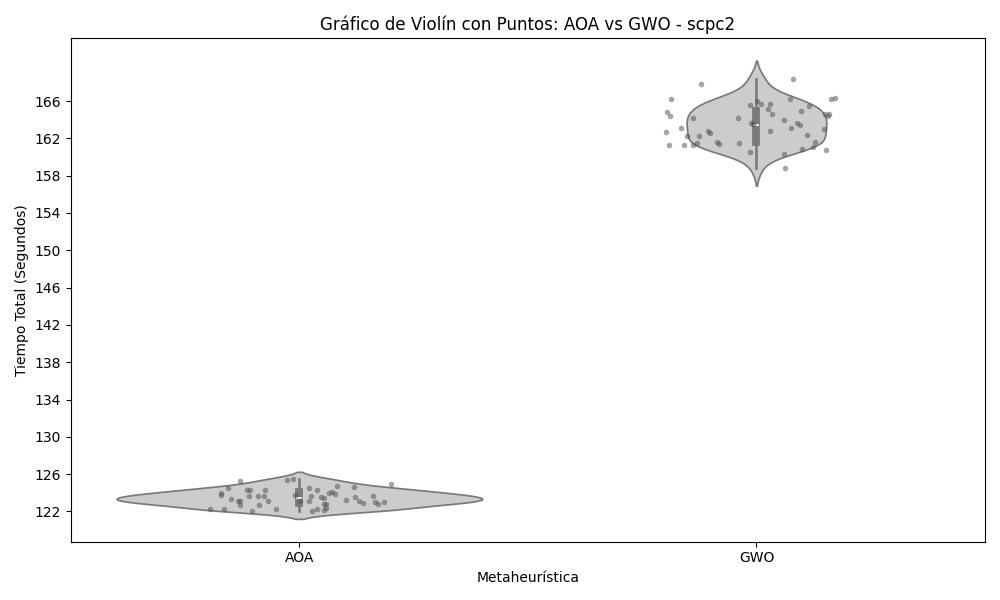 Gráfico de Violín con Puntos: AOA vs GWO - scpc2
Tiempo Total (Segundos)
166
162
158
154
150
146
142
138
134
130
126
122
AOA
GWO
Metaheurística